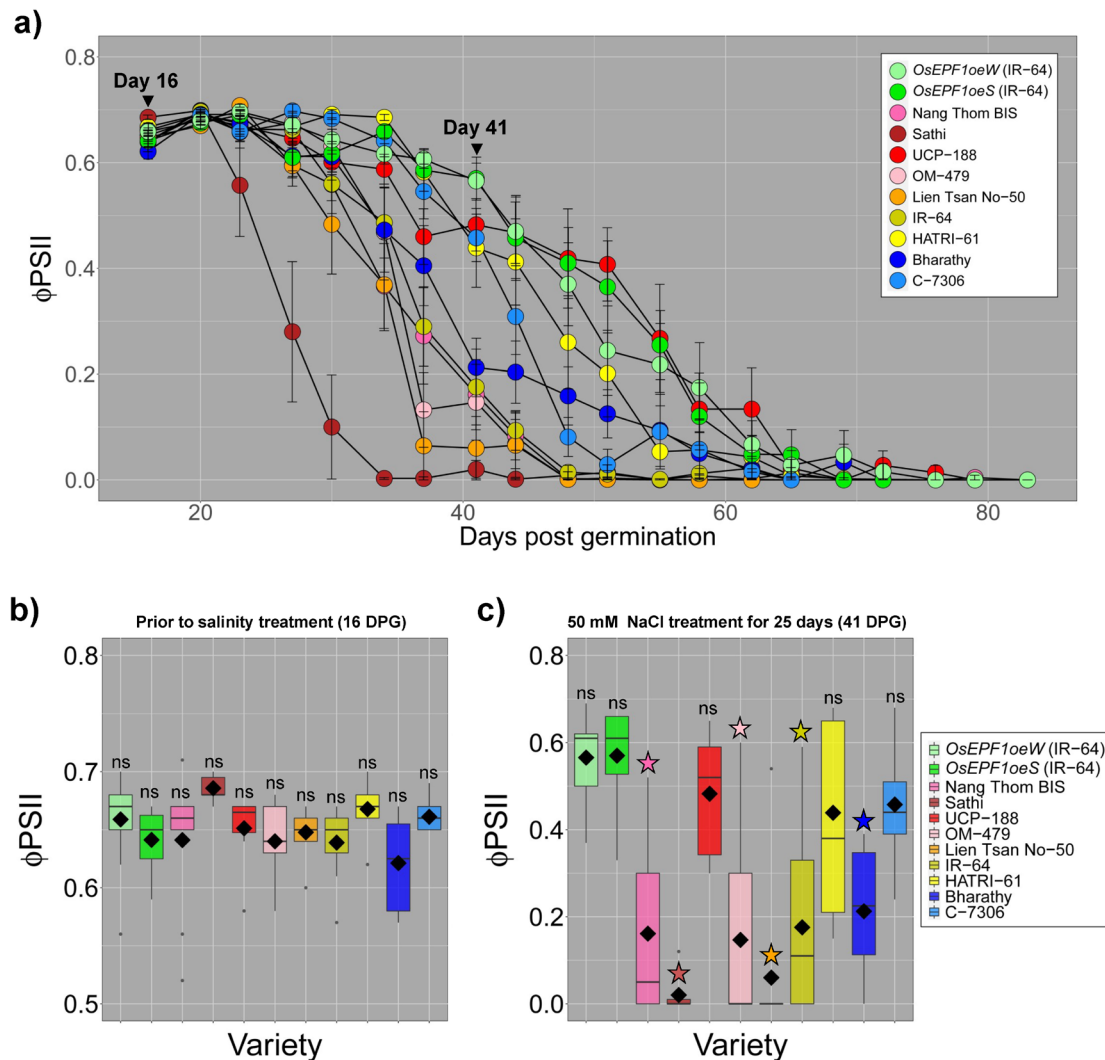 a)
0.8
0.6
0.4
0.2
0.0
ϕPSII
Day 16
Day 41
OsEPF1oeW (IR−64)
OsEPF1oeS (IR−64)
Nang Thom BIS
Sathi
UCP−188
OM−479
Lien Tsan No−50
IR−64
HATRI−61
Bharathy
C−7306
20 40 60 80
Days post germination
b)
Prior to salinity treatment (16 DPG)
0.8
0.7
0.6
0.5
ϕPSII
ns ns ns ns ns ns ns ns ns ns ns
Variety
c)
50 mM NaCl treatment for 25 days (41 DPG)
0.8
0.6
0.4
0.2
0.0
ϕPSII
ns ns ns ns ns
Variety
OsEPF1oeW (IR−64)
OsEPF1oeS (IR−64)
Nang Thom BIS
Sathi
UCP−188
OM−479
Lien Tsan No−50
IR−64
HATRI−61
Bharathy
C−7306